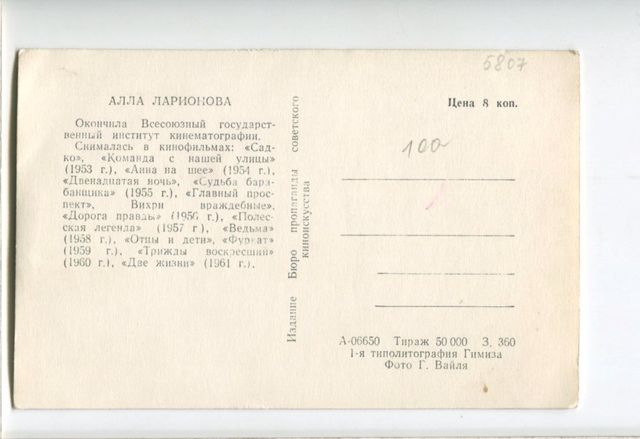 5807
АЛЛА ЛАРИОНОВА
Окончила Всесоюзный государст-
венный институт кинематографии.
Снималась в кинофильмах: «Сад-
ко», «Команда с нашей улицы»
(1953 г.), «Анна на шее» (1954 г.),
«Двенадцатая ночь», «Судьба бара-
банщика» (1955 г.), «Главный прос-
пект», Вихри враждебные»,
«Дорога правды» (1956 г.), «Полес-
ская легенда» (1957 г), «Ведьма»
(1958 г.), «Отцы и дети», «Фуркат»
(1959 г.), «Трижды воскресший»
(1960 г.), «Две жизни» (1961 г.).
Издание Бюро пропаганды советского
киноискусства
Цена 8 коп.
100
А-06650 Тираж 50 000 З. 360
1-я типолитография Гимиза
Фото Г. Вайля